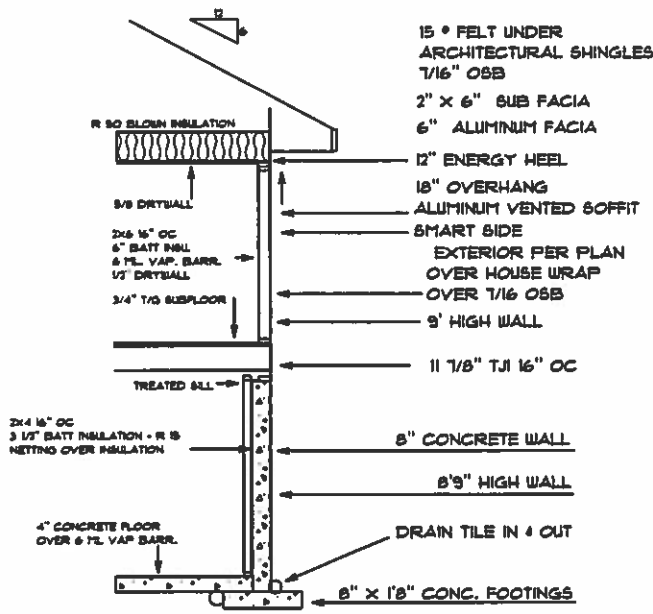 12
6
15 # FELT UNDER
ARCHITECTURAL SHINGLES
7/16" OSB
2" X 6" SUB FACIA
6" ALUMINUM FACIA
R 50 BLOWN INSULATION
12" ENERGY HEEL
18" OVERHANG
ALUMINUM VENTED SOFFIT
5/8 DRYWALL
SMART SIDE
EXTERIOR PER PLAN
OVER HOUSE WRAP
OVER 7/16 OSB
2X6 16" OC
6" BATT INSU.
6 ML. VAP. BARR.
1/2" DRYWALL
3/4" T/G SUBFLOOR
9' HIGH WALL
11 7/8" TJI 16" OC
TREATED SILL
2X4 16" OC
3 1/2" BATT INSULATION - R 15
NETTING OVER INSULATION
8" CONCRETE WALL
8'9" HIGH WALL
4" CONCRETE FLOOR
OVER 6 ML VAP BARR.
DRAIN TILE IN & OUT
8" X 1'8" CONC. FOOTINGS